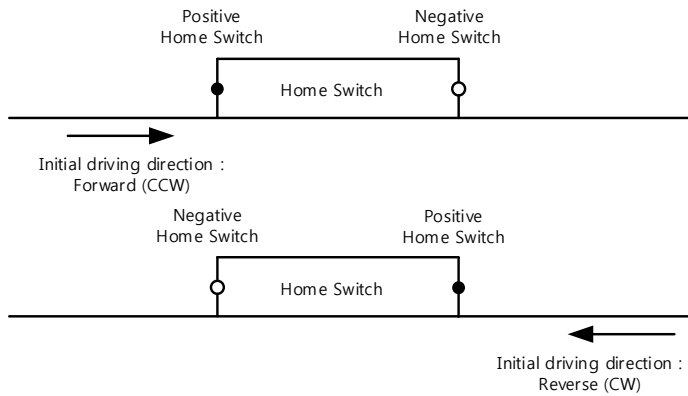 Positive
Home Switch
Negative
Home Switch
Home Switch
Initial driving direction :
Forward (CCW)
Negative
Home Switch
Positive
Home Switch
Home Switch
Initial driving direction :
Reverse (CW)